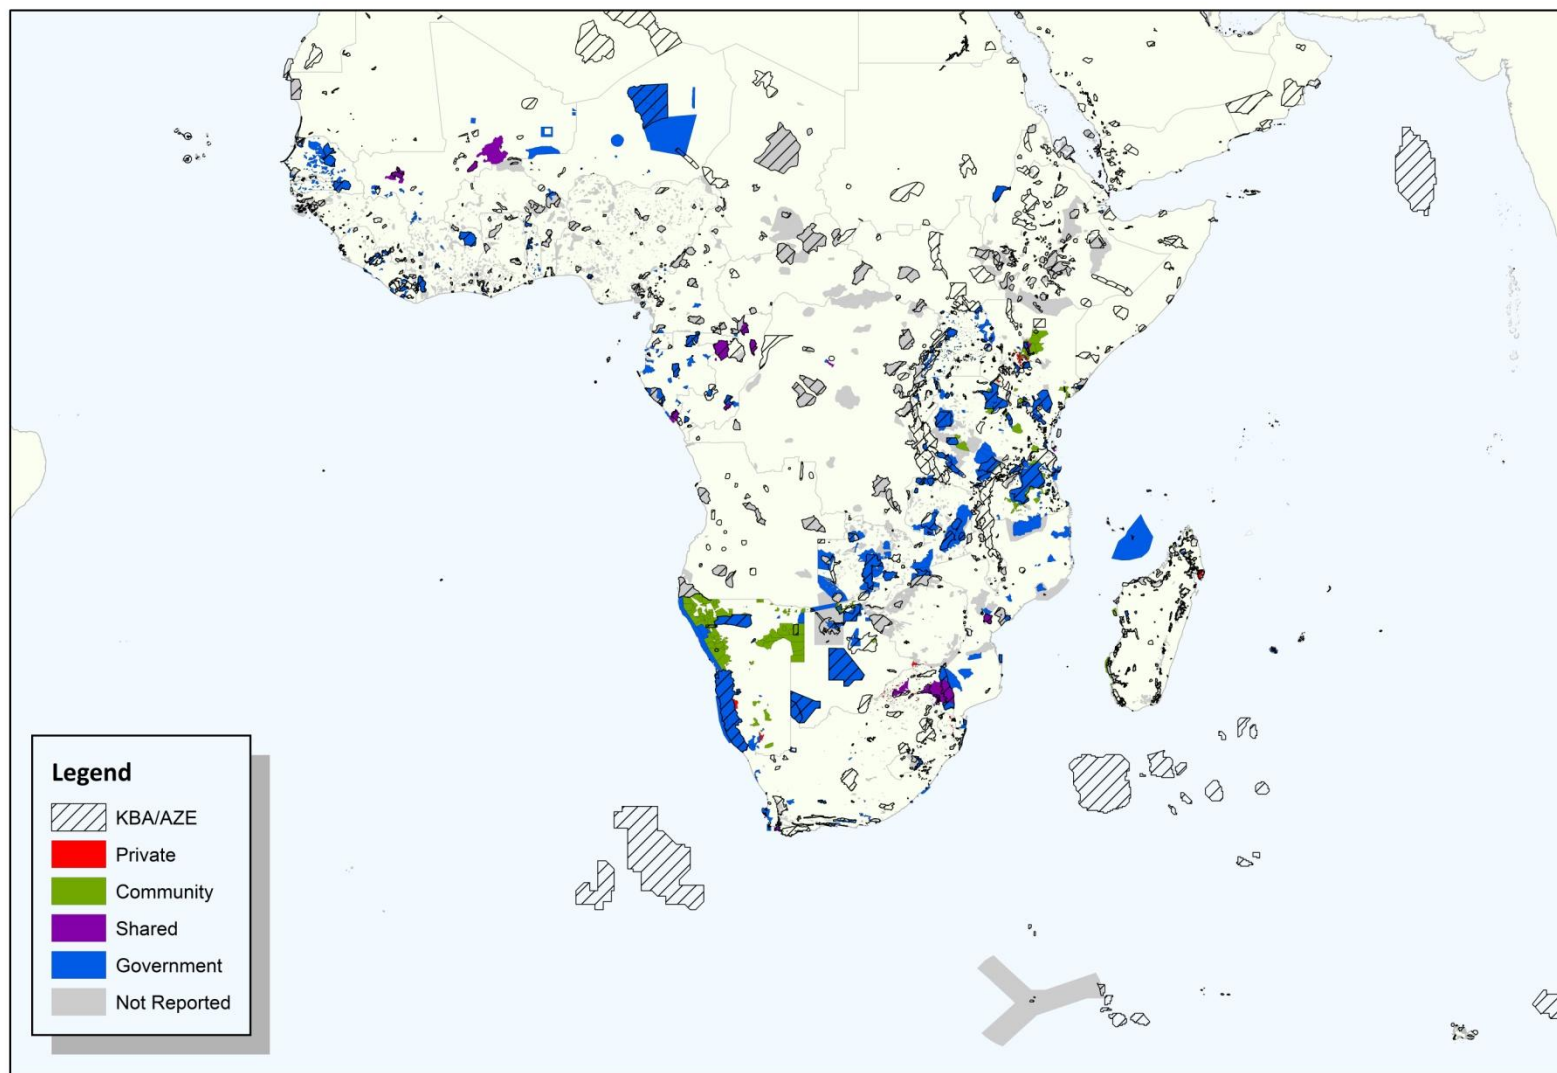 Legend
KBA/AZE
Private
Community
Shared
Government
Not Reported